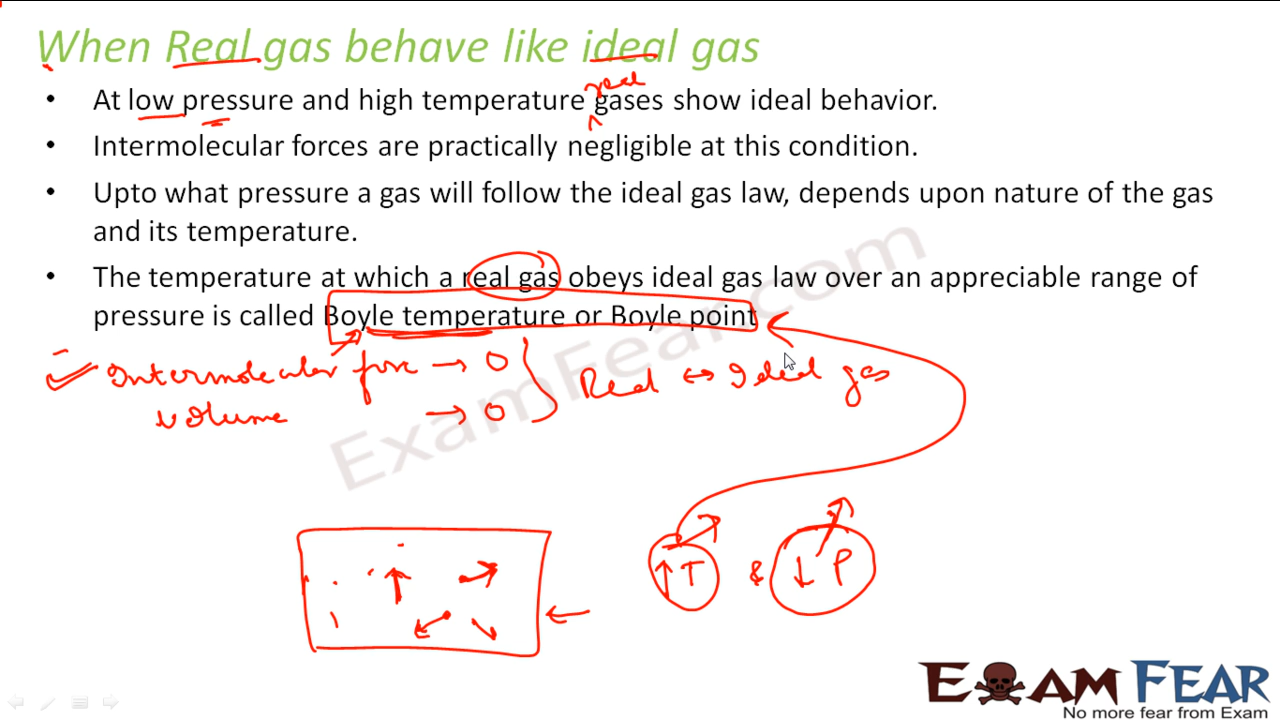 When Real gas behave like ideal gas
real
• At low pressure and high temperature gases show ideal behavior.
• Intermolecular forces are practically negligible at this condition.
• Upto what pressure a gas will follow the ideal gas law, depends upon nature of the gas
and its temperature.
• The temperature at which a real gas obeys ideal gas law over an appreciable range of
pressure is called Boyle temperature or Boyle point
Intermolecular force → 0
Real ↔ Ideal gas
volume → 0
ExamFear.com
↑ T & ↓ P
EXAM FEAR
No more fear from Exam